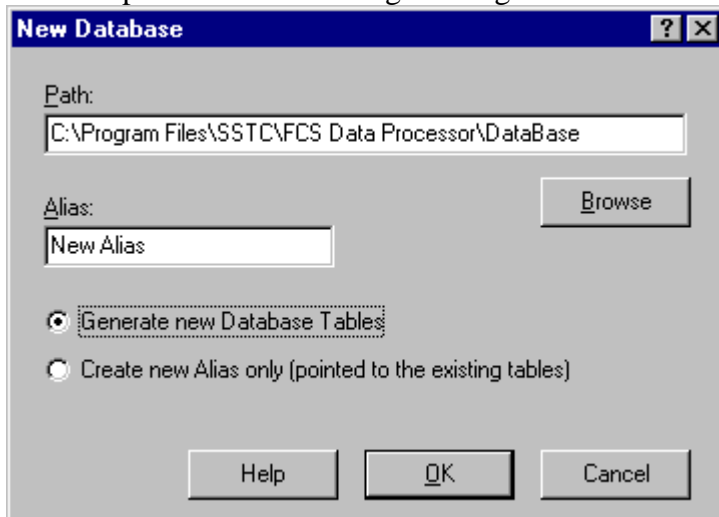 New Database
Path:
C:\Program Files\SSTC\FCS Data Processor\DataBase
Alias:
Browse
New Alias
Generate new Database Tables
Create new Alias only (pointed to the existing tables)
Help OK Cancel